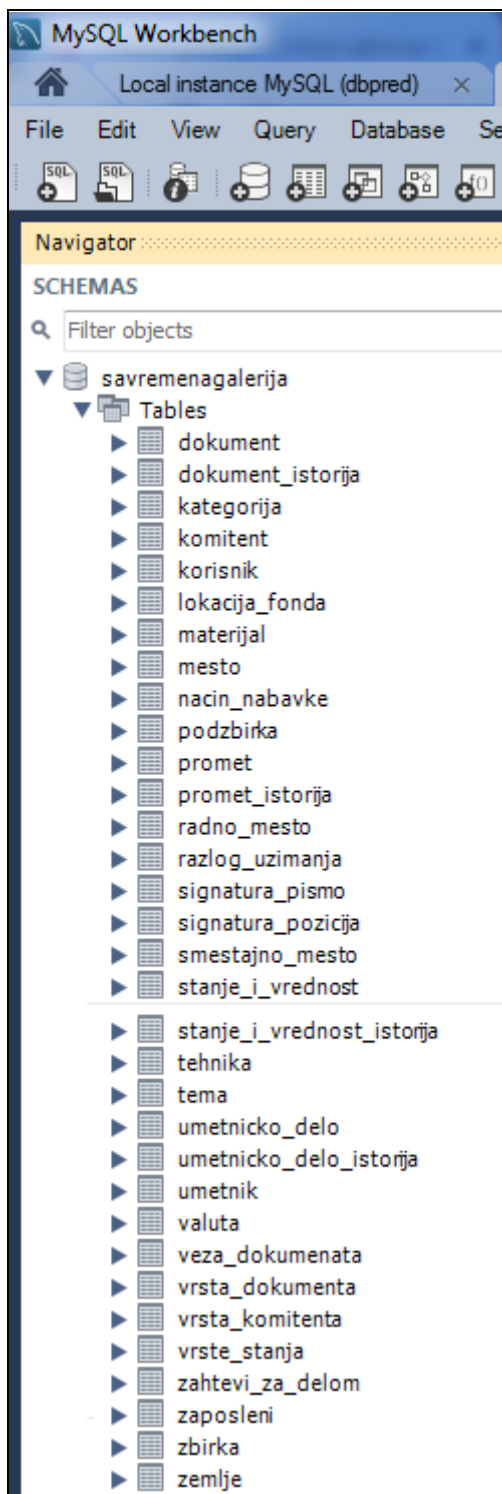 MySQL Workbench
Local instance MySQL (dbpred)
File Edit View Query Database Se
SQL SQL
Navigator
SCHEMAS
Filter objects
savremenagalerija
Tables
dokument
dokument_istorija
kategorija
komitent
korisnik
lokacija_fonda
materijal
mesto
nacin_nabavke
podzbirka
promet
promet_istorija
radno_mesto
razlog_uzimanja
signatura_pismo
signatura_pozicija
smestajno_mesto
stanje_i_vrednost
stanje_i_vrednost_istorija
tehnika
tema
umetnicko_delo
umetnicko_delo_istorija
umetnik
valuta
veza_dokumenata
vrsta_dokumenta
vrsta_komitenta
vrste_stanja
zahtevi_za_delom
zaposleni
zbirka
zemlje